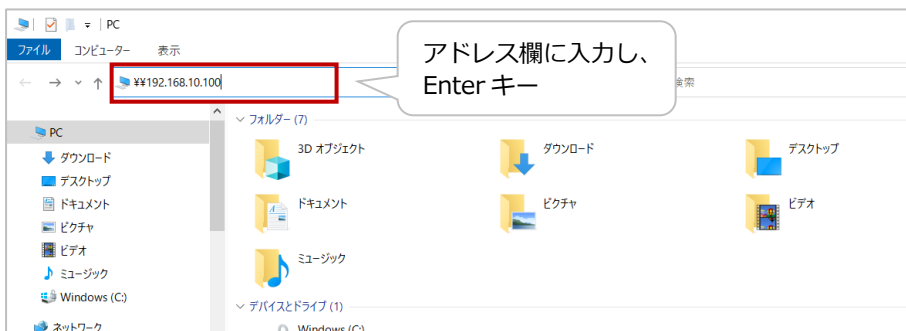 PC
ファイル コンピューター 表示
アドレス欄に入力し、
Enter キー
¥¥192.168.10.100
検索
PC
ダウンロード
デスクトップ
ドキュメント
ピクチャ
ビデオ
ミュージック
Windows (C:)
ネットワーク
フォルダー (7)
3D オブジェクト
ダウンロード
デスクトップ
ドキュメント
ピクチャ
ビデオ
ミュージック
デバイスとドライブ (1)
Windows (C:)